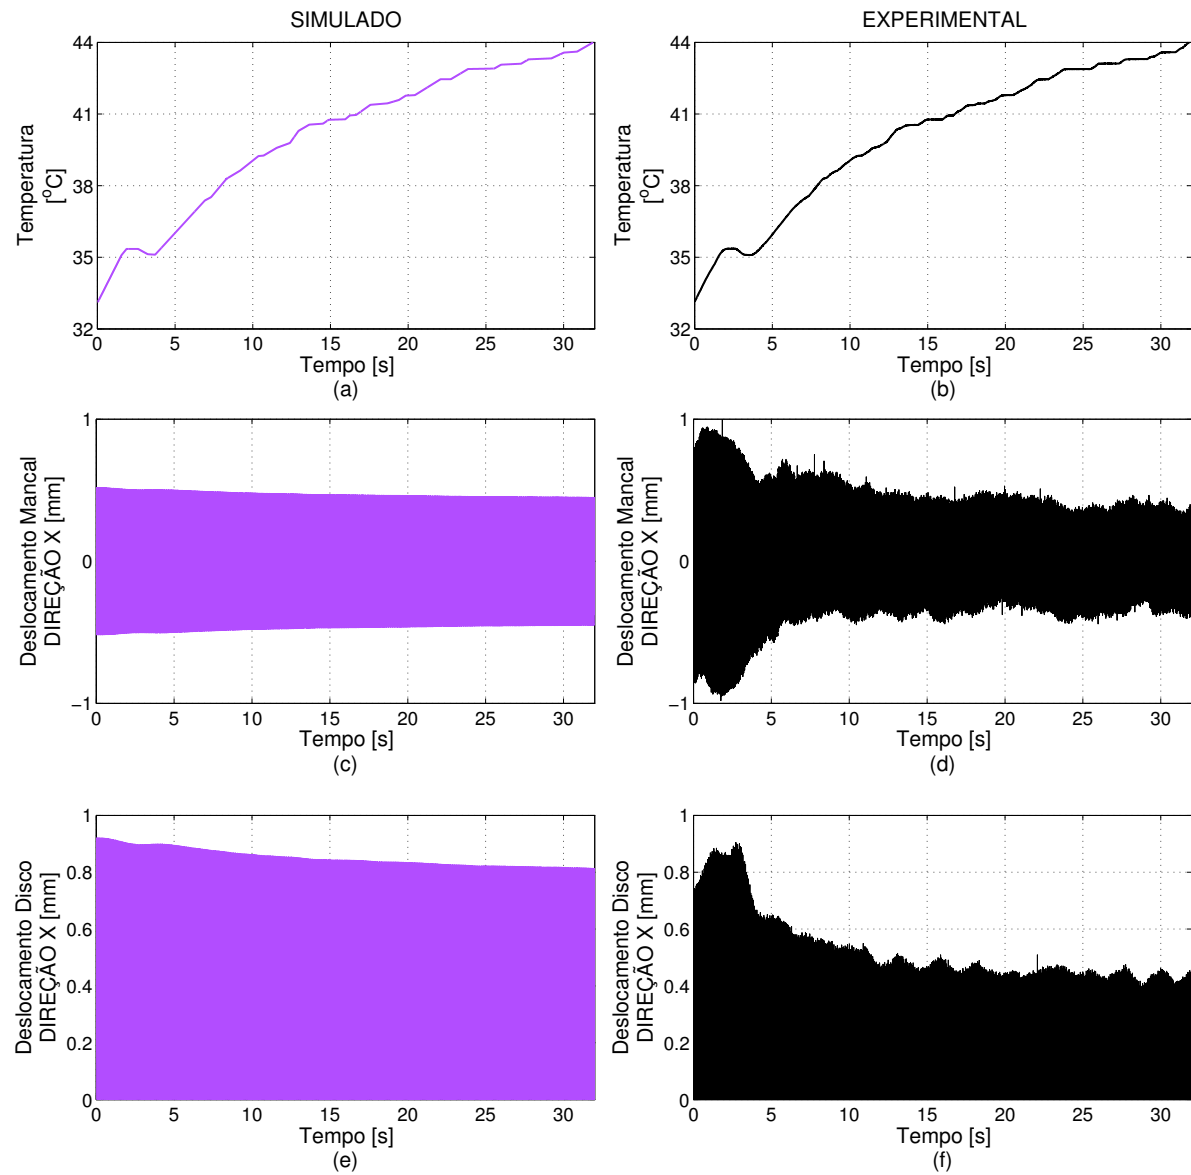 SIMULADO
EXPERIMENTAL
44
41
38
35
32
Temperatura
[°C]
0 5 10 15 20 25 30
Tempo [s]
(a)
44
41
38
35
32
Temperatura
[°C]
0 5 10 15 20 25 30
Tempo [s]
(b)
1
0
−1
Deslocamento Mancal
DIREÇÃO X [mm]
0 5 10 15 20 25 30
Tempo [s]
(c)
1
0
−1
Deslocamento Mancal
DIREÇÃO X [mm]
0 5 10 15 20 25 30
Tempo [s]
(d)
1
0.8
0.6
0.4
0.2
0
Deslocamento Disco
DIREÇÃO X [mm]
0 5 10 15 20 25 30
Tempo [s]
(e)
1
0.8
0.6
0.4
0.2
0
Deslocamento Disco
DIREÇÃO X [mm]
0 5 10 15 20 25 30
Tempo [s]
(f)